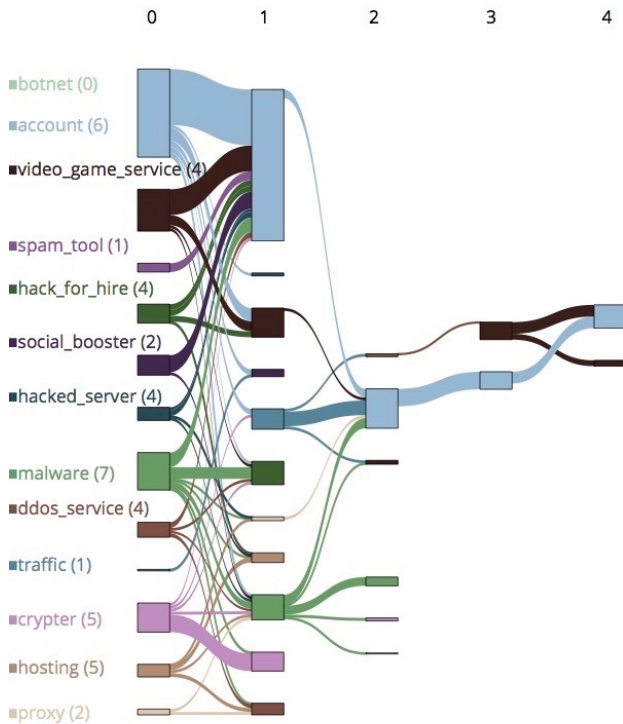 0 1 2 3 4
botnet (0)
account (6)
video_game_service (4)
spam_tool (1)
hack_for_hire (4)
social_booster (2)
hacked_server (4)
malware (7)
ddos_service (4)
traffic (1)
crypter (5)
hosting (5)
proxy (2)